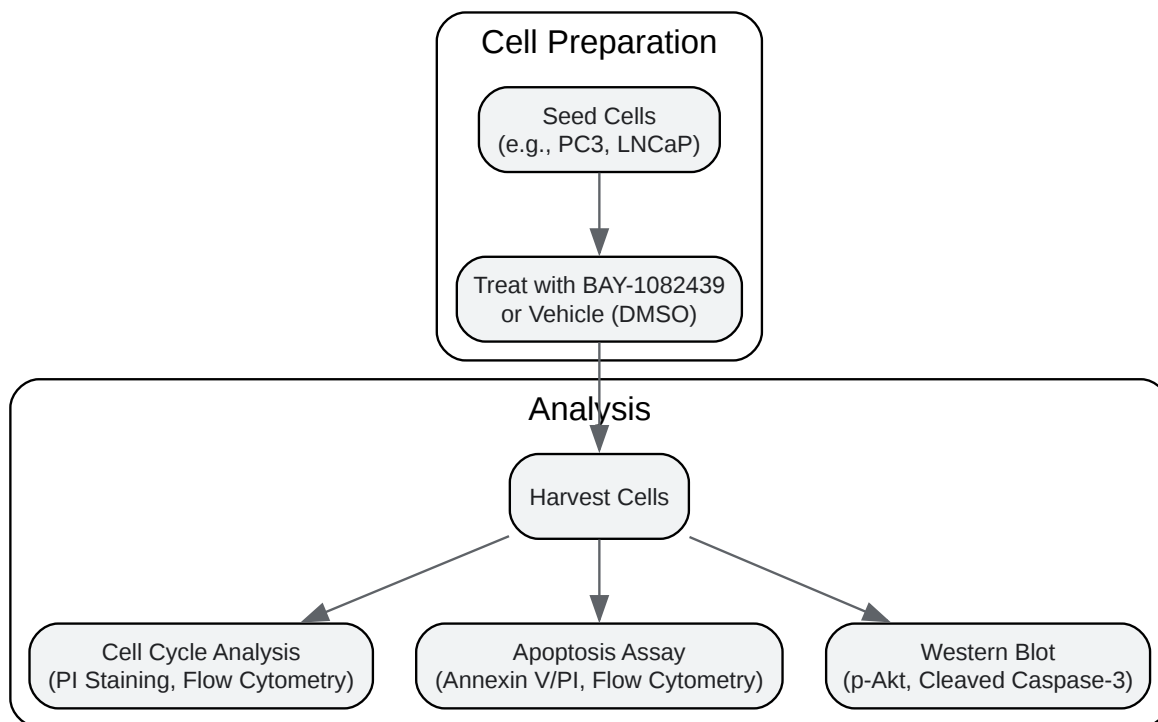 Cell Preparation
Seed Cells
(e.g., PC3, LNCaP)
Treat with BAY-1082439
or Vehicle (DMSO)
Analysis
Harvest Cells
Cell Cycle Analysis
(PI Staining, Flow Cytometry)
Apoptosis Assay
(Annexin V/PI, Flow Cytometry)
Western Blot
(p-Akt, Cleaved Caspase-3)